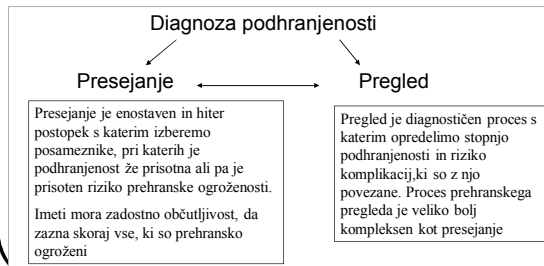 Diagnoza podhranjenosti
Presejanje
Pregled
Presejanje je enostaven in hiter
postopek s katerim izberemo
posameznike, pri katerih je
podhranjenost že prisotna ali pa je
prisoten riziko prehranske ogroženosti.
Imeti mora zadostno občutljivost, da
zazna skoraj vse, ki so prehransko
ogroženi
Pregled je diagnostičen proces s
katerim opredelimo stopnjo
podhranjenosti in riziko
komplikacij,ki so z njo
povezane. Proces prehranskega
pregleda je veliko bolj
kompleksen kot presejanje